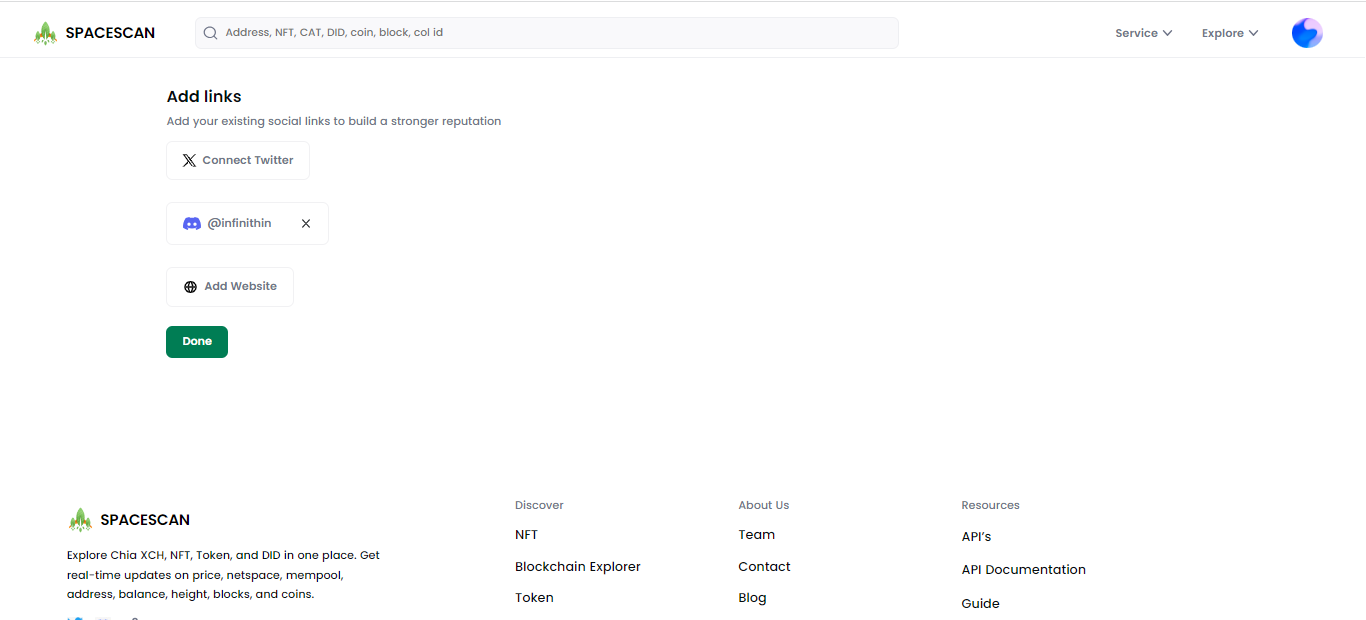 SPACESCAN
Address, NFT, CAT, DID, coin, block, col id
Service
Explore
Add links
Add your existing social links to build a stronger reputation
Connect Twitter
@infinithin
Add Website
Done
SPACESCAN
Explore Chia XCH, NFT, Token, and DID in one place. Get
real-time updates on price, netspace, mempool,
address, balance, height, blocks, and coins.
Discover
NFT
Blockchain Explorer
Token
About Us
Team
Contact
Blog
Resources
API's
API Documentation
Guide